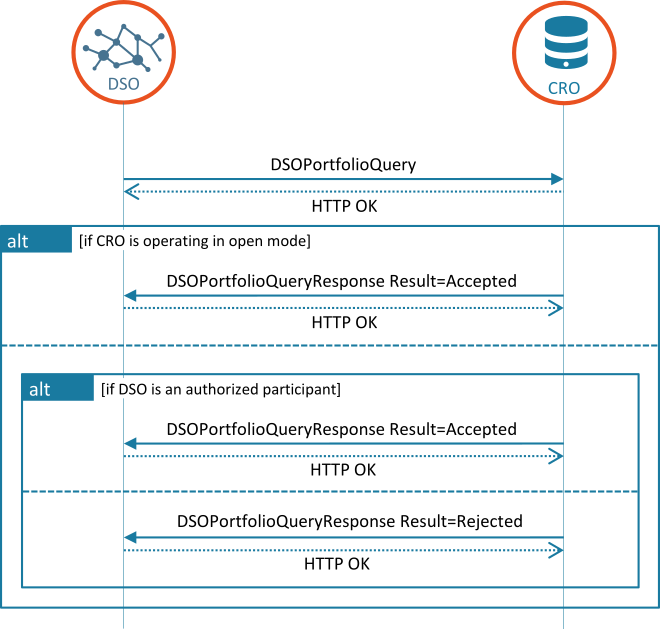 DSO
CRO
DSOPortfolioQuery
HTTP OK
alt
[if CRO is operating in open mode]
DSOPortfolioQueryResponse Result=Accepted
HTTP OK
alt
[if DSO is an authorized participant]
DSOPortfolioQueryResponse Result=Accepted
HTTP OK
DSOPortfolioQueryResponse Result=Rejected
HTTP OK